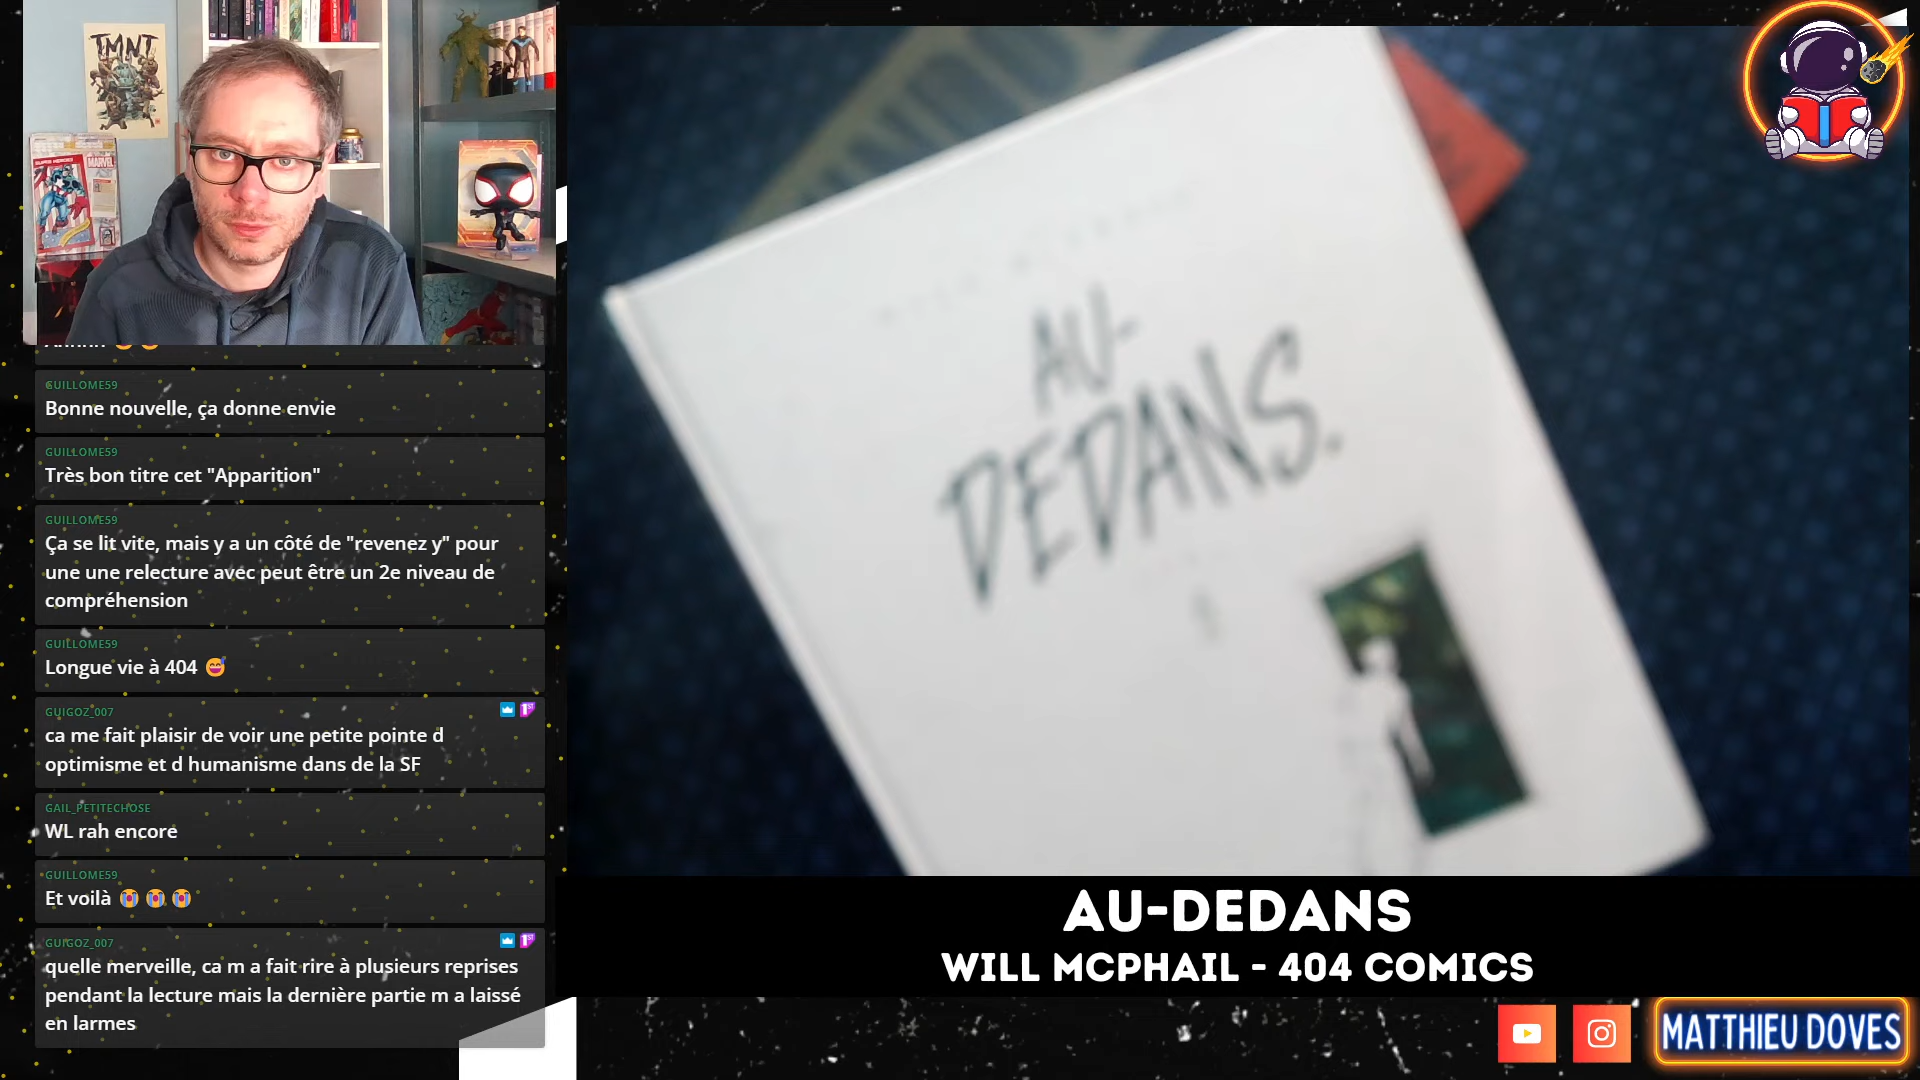 TMNT
MARVEL
GUILLOME59
Bonne nouvelle, ça donne envie
GUILLOME59
Très bon titre cet "Apparition"
GUILLOME59
Ça se lit vite, mais y a un côté de "revenez y" pour
une une relecture avec peut être un 2e niveau de
compréhension
GUILLOME59
Longue vie à 404
GUIGOZ_007
ca me fait plaisir de voir une petite pointe d
optimisme et d humanisme dans de la SF
GAIL_PETITECHOSE
WL rah encore
GUILLOME59
Et voilà
GUIGOZ_007
quelle merveille, ca m a fait rire à plusieurs reprises
pendant la lecture mais la dernière partie m a laissé
en larmes
AU-
DEDANS.
AU-DEDANS
WILL MCPHAIL - 404 COMICS
MATTHIEU DOVES